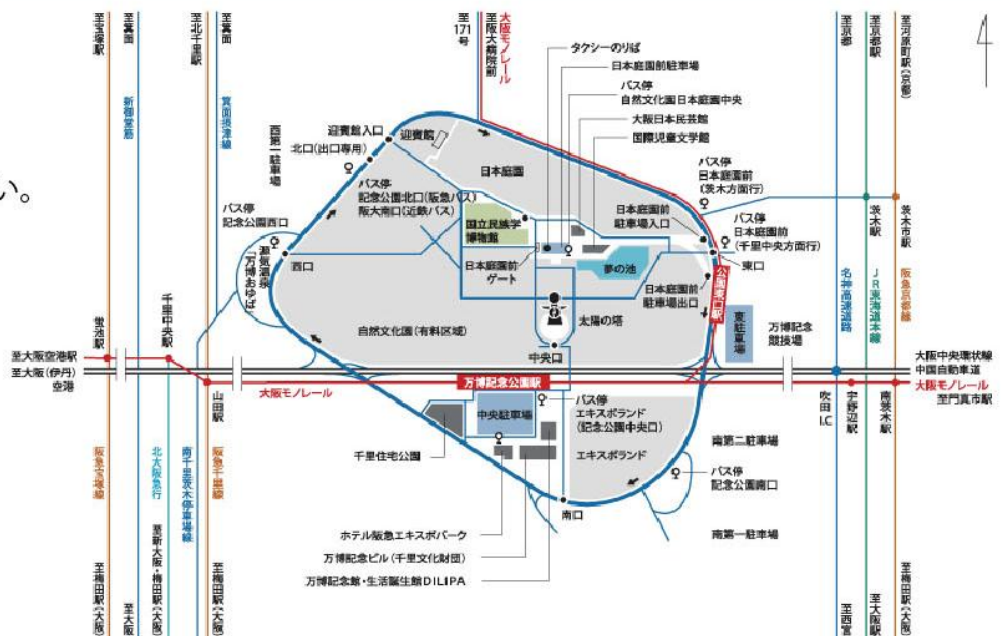 い。
至宝塚駅
至箕面
新御堂筋
至北千里駅
至箕面
箕面摂津線
至171号
至阪大病院前
大阪モノレール
タクシーのりば
日本庭園前駐車場
バス停
自然文化園日本庭園中央
大阪日本民芸館
国際児童文学館
至京都
至京都駅
至河原町駅(京都)
迎賓館入口
迎賓館
北口(出口専用)
西第一駐車場
日本庭園
バス停
記念公園北口(阪急バス)
阪大南口(近鉄バス)
バス停
日本庭園前
(茨木方面行)
バス停
記念公園西口
国立民族学
博物館
日本庭園前
駐車場入口
バス停
日本庭園前
(千里中央方面行)
茨木駅
茨木市駅
西口
日本庭園前
ゲート
夢の池
東口
「万博おゆば」
日本庭園前
駐車場出口
公園東口駅
名神高速道路
JR東海道本線
阪急京都線
自然文化園(有料区域)
太陽の塔
東駐車場
万博記念
競技場
中央口
蛍池駅
千里中央駅
至大阪空港駅
至大阪(伊丹)
空港
大阪中央環状線
中国自動車道
大阪モノレール
至門真市駅
山田駅
大阪モノレール
万博記念公園駅
吹田I.C
宇野辺駅
南茨木駅
中央駐車場
バス停
エキスポランド
(記念公園中央口)
エキスポランド
千里住宅公園
南第二駐車場
バス停
記念公園南口
南口
南第一駐車場
阪急宝塚線
北大阪急行
南千里茨木停車場線
阪急千里線
ホテル阪急エキスポパーク
万博記念ビル(千里文化財団)
万博記念館・生活誕生館DILIPA
至梅田駅(大阪)
至大阪
至新大阪・梅田駅(大阪)
至梅田駅(大阪)
至西宮
至大阪駅
至梅田駅(大阪)